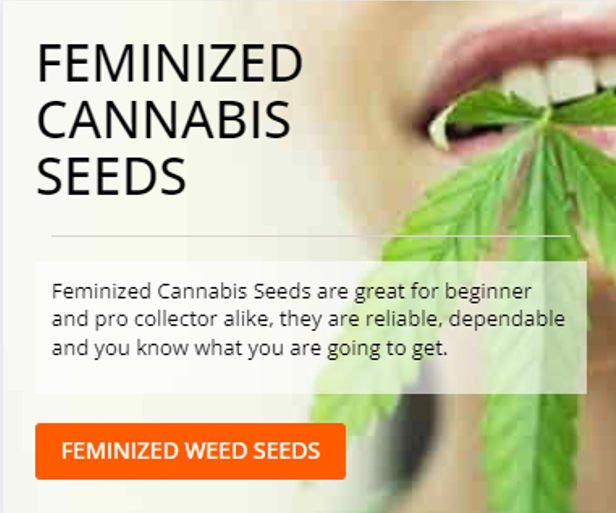 FEMINIZED
CANNABIS
SEEDS
Feminized Cannabis Seeds are great for beginner
and pro collector alike, they are reliable, dependable
and you know what you are going to get.
FEMINIZED WEED SEEDS